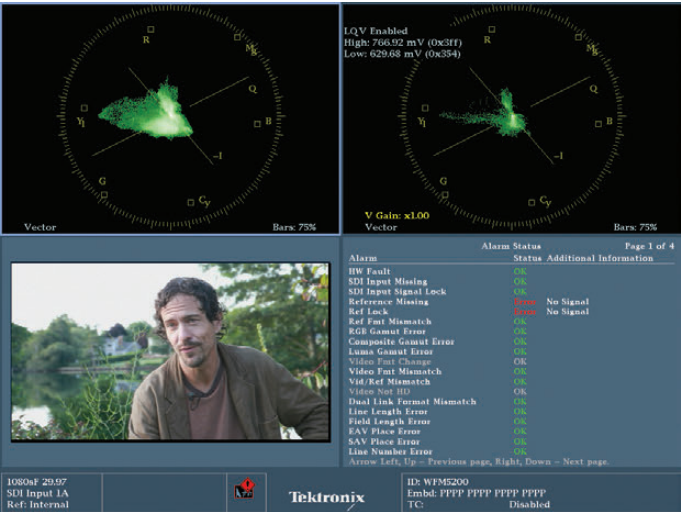 R
Mg
Q
B
-I
Cy
G
YI
Vector
Bars: 75%
LQV Enabled
High: 766.92 mV (0x3ff)
Low: 629.68 mV (0x354)
R
Mg
Q
B
-I
Cy
G
YI
V Gain: x1.00
Vector
Bars: 75%
Alarm Status Page 1 of 4
Alarm Status Additional Information
HW Fault OK
SDI Input Missing OK
SDI Input Signal Lock OK
Reference Missing No Signal
Ref Lock No Signal
Ref Fmt Mismatch OK
RGB Gamut Error OK
Composite Gamut Error OK
Luma Gamut Error OK
Video Fmt Change OK
Video Fmt Mismatch OK
Vid/Ref Mismatch OK
Video Not HD OK
Dual Link Format Mismatch OK
Line Length Error OK
Field Length Error OK
EAV Place Error OK
SAV Place Error OK
Line Number Error OK
Arrow Left, Up - Previous page, Right, Down - Next page.
1080sF 29.97
SDI Input 1A
Ref: Internal
Tektronix
ID: WFM5200
Embd: PPPP PPPP PPPP PPPP
TC: Disabled